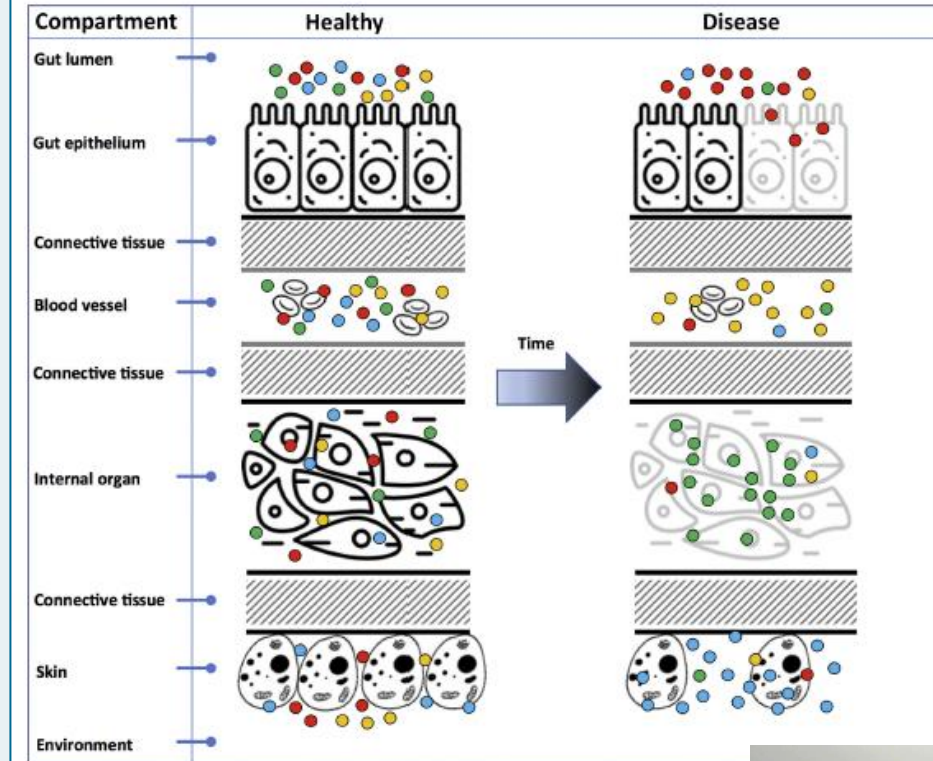 Compartment Healthy Disease
Gut lumen
Gut epithelium
Connective tissue
Blood vessel
Time
Connective tissue
Internal organ
Connective tissue
Skin
Environment